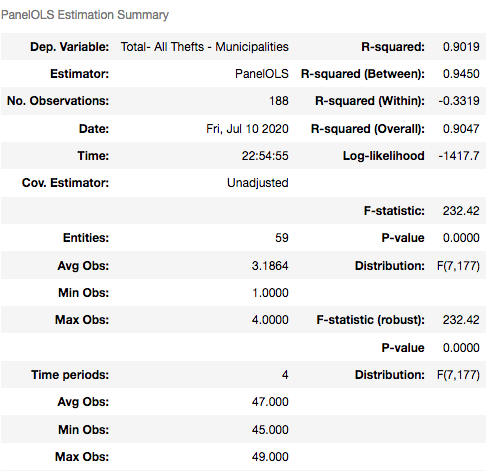 PanelOLS Estimation Summary
Dep. Variable: Total- All Thefts - Municipalities R-squared: 0.9019
Estimator: PanelOLS R-squared (Between): 0.9450
No. Observations: 188 R-squared (Within): -0.3319
Date: Fri, Jul 10 2020 R-squared (Overall): 0.9047
Time: 22:54:55 Log-likelihood -1417.7
Cov. Estimator: Unadjusted
F-statistic: 232.42
Entities: 59 P-value 0.0000
Avg Obs: 3.1864 Distribution: F(7,177)
Min Obs: 1.0000
Max Obs: 4.0000 F-statistic (robust): 232.42
P-value 0.0000
Time periods: 4 Distribution: F(7,177)
Avg Obs: 47.000
Min Obs: 45.000
Max Obs: 49.000